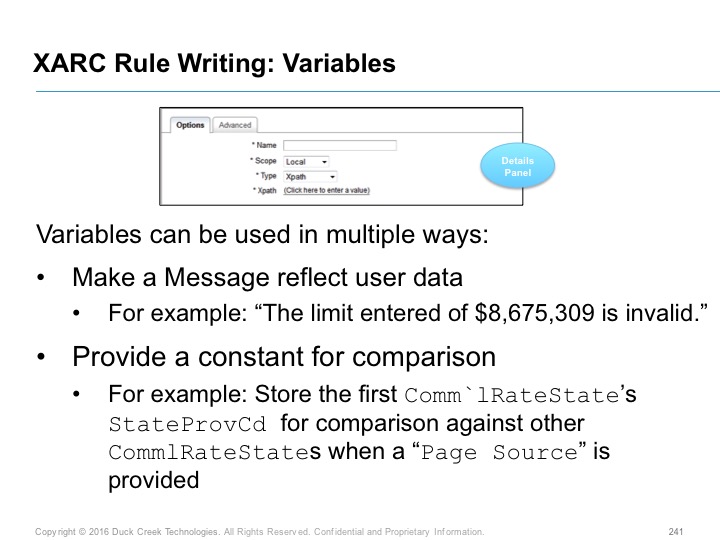 XARC Rule Writing: Variables
Options Advanced
* Name
* Scope Local
* Type Xpath
* Xpath (Click here to enter a value)
Details
Panel
Variables can be used in multiple ways:
• Make a Message reflect user data
• For example: “The limit entered of $8,675,309 is invalid.”
• Provide a constant for comparison
• For example: Store the first Comm`lRateState’s
StateProvCd for comparison against other
CommlRateStates when a “Page Source” is
provided
Copyright © 2016 Duck Creek Technologies. All Rights Reserved. Confidential and Proprietary Information.
241